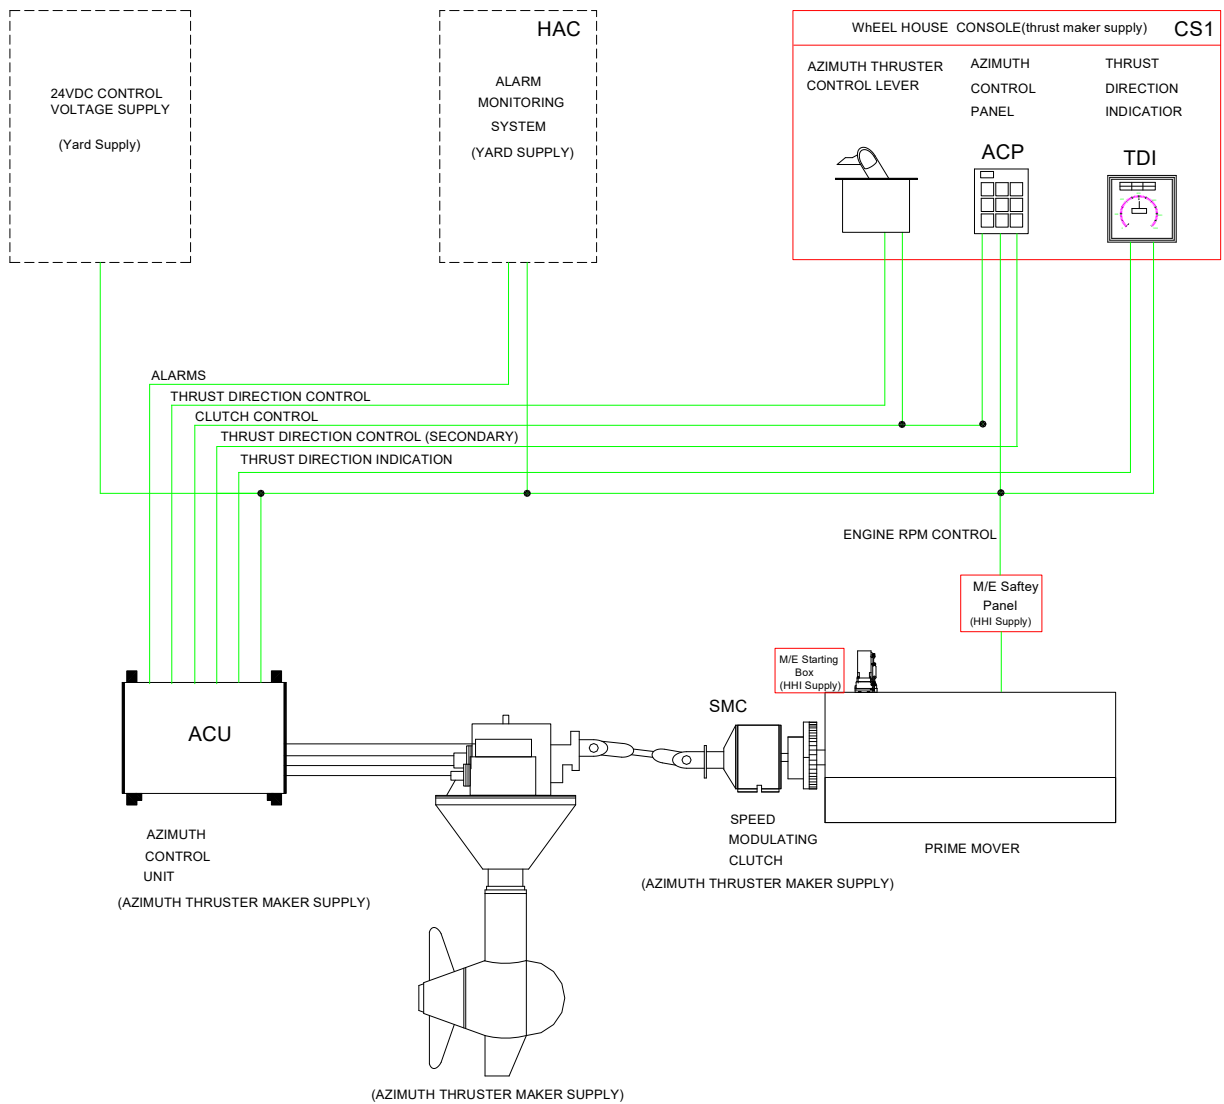 24VDC CONTROL
VOLTAGE SUPPLY
(Yard Supply)
HAC
ALARM
MONITORING
SYSTEM
(YARD SUPPLY)
WhEEL HOUSE CONSOLE(thrust maker supply)
CS1
AZIMUTH THRUSTER
CONTROL LEVER
AZIMUTH
CONTROL
PANEL
THRUST
DIRECTION
INDICATIOR
ACP
TDI
ALARMS
THRUST DIRECTION CONTROL
CLUTCH CONTROL
THRUST DIRECTION CONTROL (SECONDARY)
THRUST DIRECTION INDICATION
ENGINE RPM CONTROL
M/E Saftey
Panel
(HHI Supply)
M/E Starting
Box
(HHI Supply)
SMC
ACU
SPEED
MODULATING
CLUTCH
(AZIMUTH THRUSTER MAKER SUPPLY)
PRIME MOVER
AZIMUTH
CONTROL
UNIT
(AZIMUTH THRUSTER MAKER SUPPLY)
(AZIMUTH THRUSTER MAKER SUPPLY)